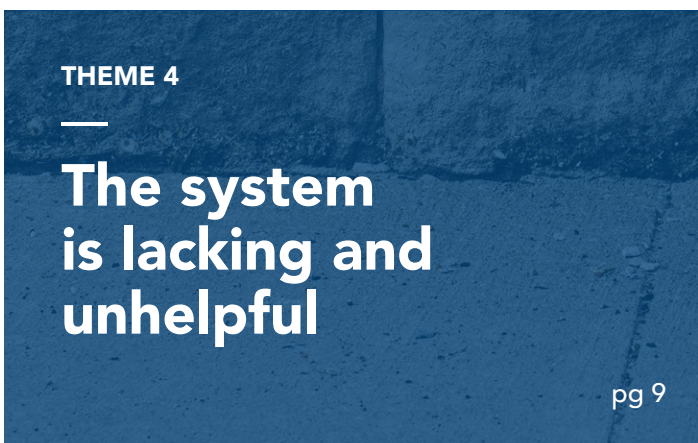 THEME 4
The system
is lacking and
unhelpful
pg 9